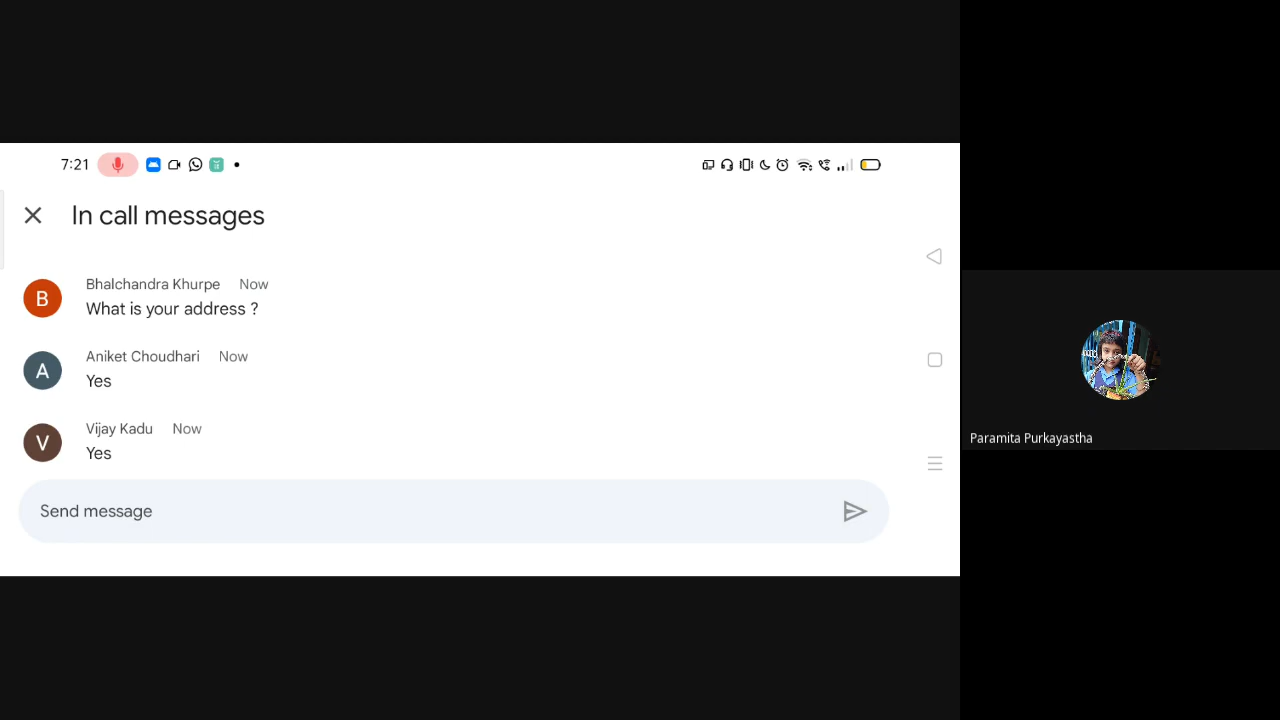 7:21
In call messages
B
Bhalchandra Khurpe Now
What is your address ?
A
Aniket Choudhari Now
Yes
V
Vijay Kadu Now
Yes
Send message
Paramita Purkayastha